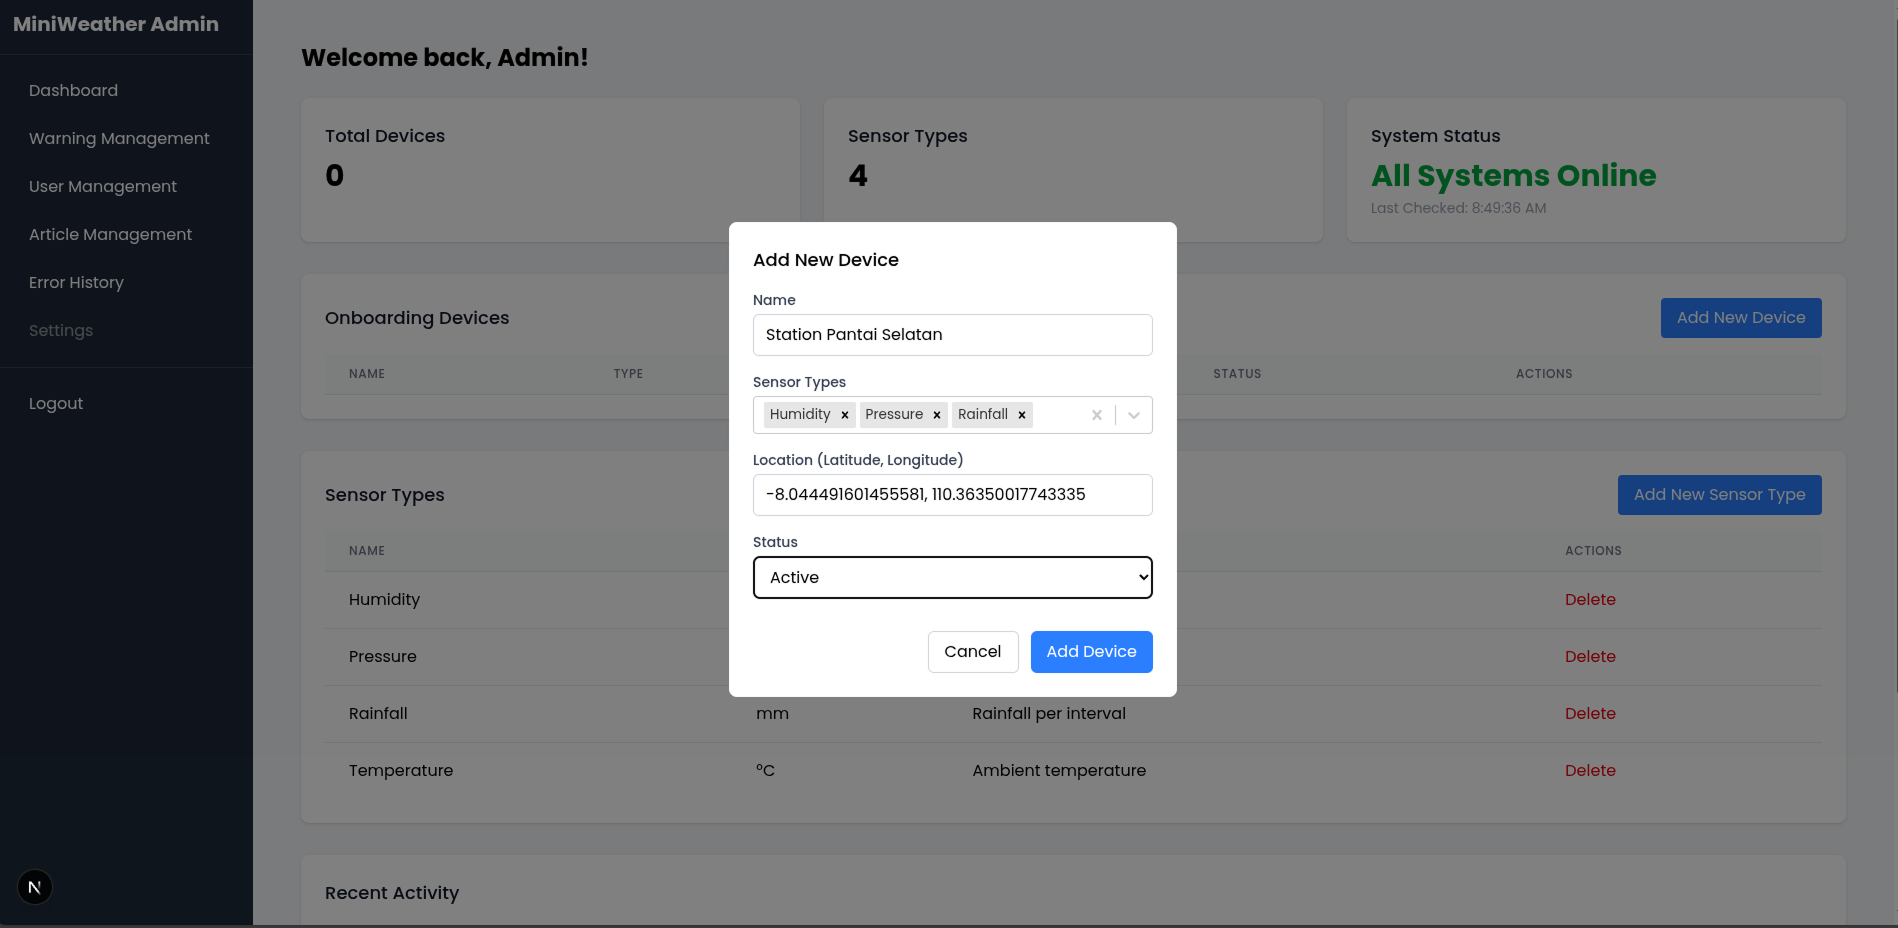 MiniWeather Admin
Dashboard
Warning Management
User Management
Article Management
Error History
Settings
Logout
N
Welcome back, Admin!
Total Devices
0
Sensor Types
4
System Status
All Systems Online
Last Checked: 8:49:36 AM
Onboarding Devices
Add New Device
NAME TYPE STATUS ACTIONS
Sensor Types
Add New Sensor Type
NAME ACTIONS
Humidity Delete
Pressure Delete
Rainfall mm Rainfall per interval Delete
Temperature °C Ambient temperature Delete
Recent Activity
Add New Device
Name
Station Pantai Selatan
Sensor Types
Humidity × Pressure × Rainfall ×
Location (Latitude, Longitude)
-8.044491601455581, 110.36350017743335
Status
Active
Cancel Add Device